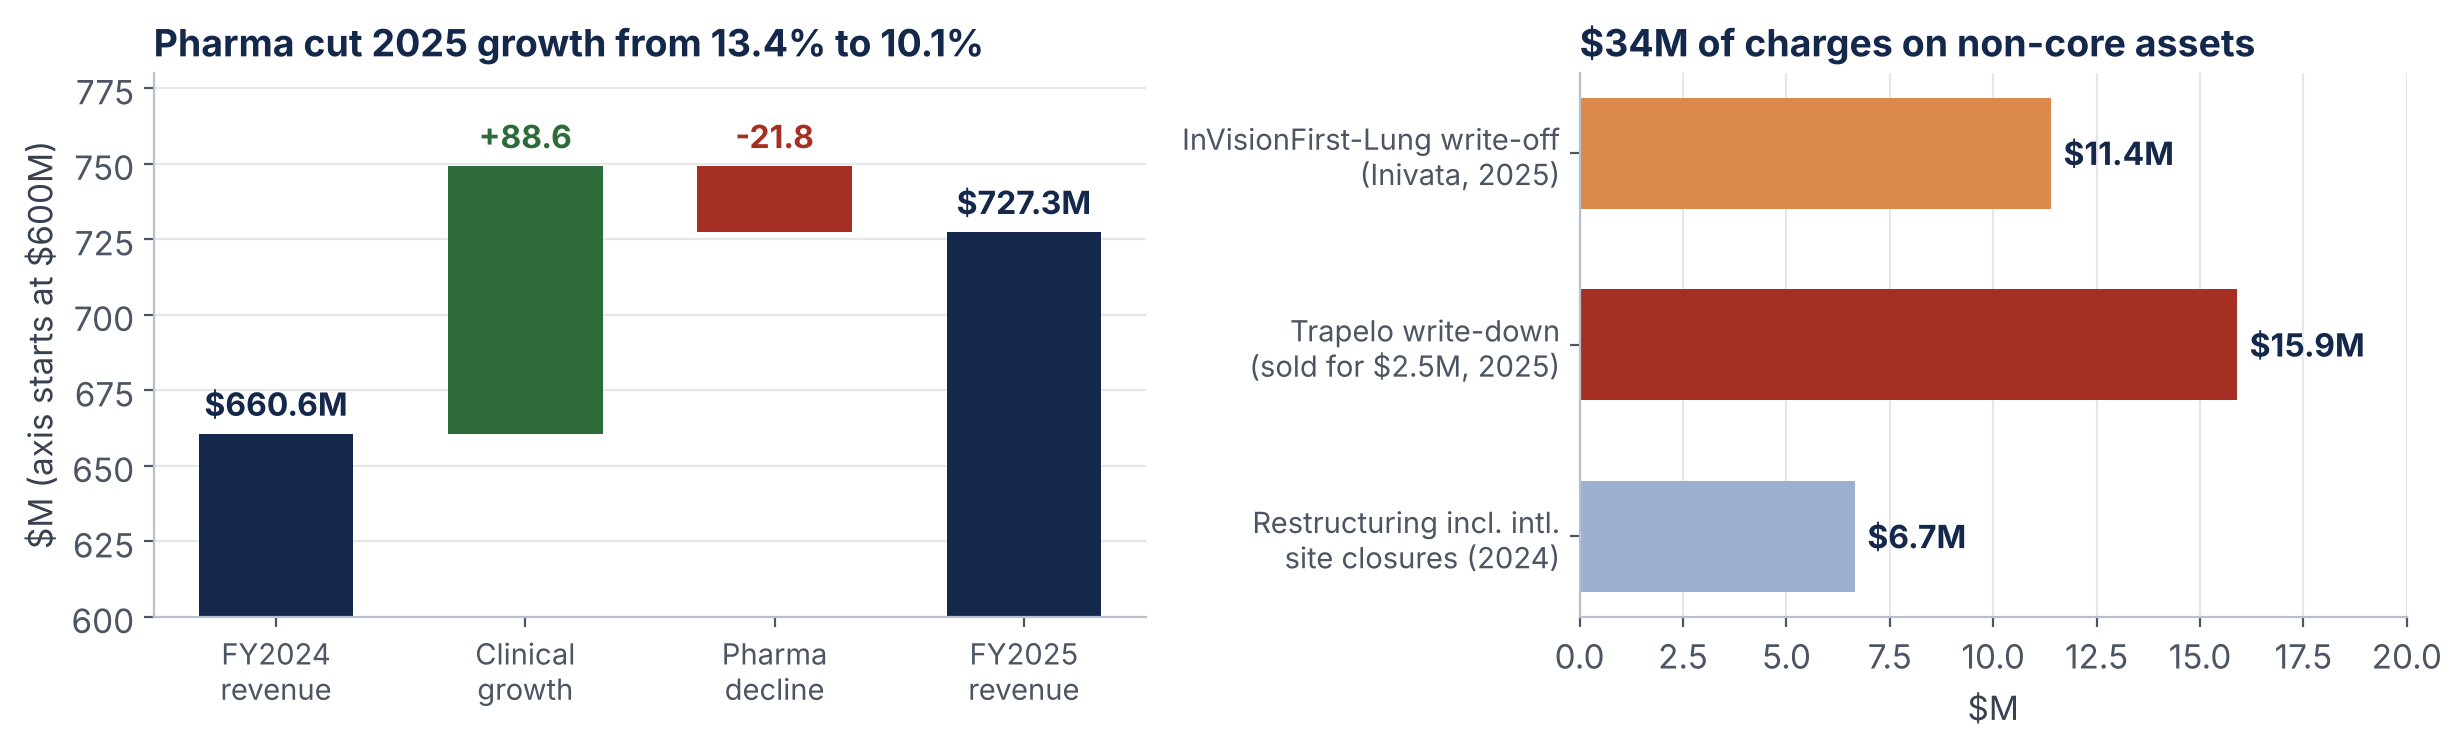 Pharma cut 2025 growth from 13.4% to 10.1%
$M (axis starts at $600M)
775
750
725
700
675
650
625
600
$660.6M
+88.6
-21.8
$727.3M
FY2024
revenue
Clinical
growth
Pharma
decline
FY2025
revenue
$34M of charges on non-core assets
InVisionFirst-Lung write-off
(Inivata, 2025)
$11.4M
Trapelo write-down
(sold for $2.5M, 2025)
$15.9M
Restructuring incl. intl.
site closures (2024)
$6.7M
0.0 2.5 5.0 7.5 10.0 12.5 15.0 17.5 20.0
$M